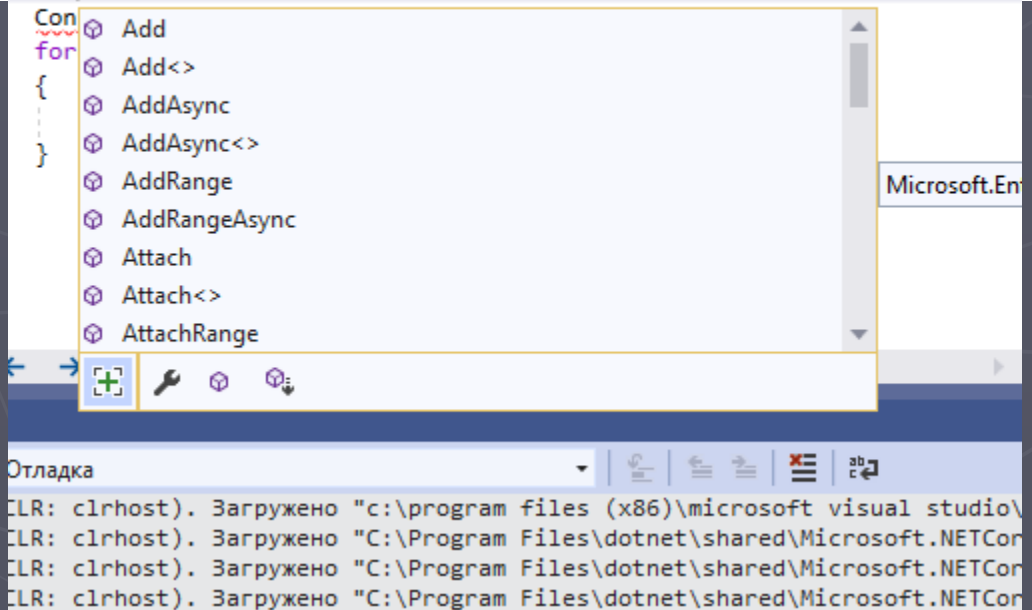 Con
for
{
}
Add
Add<>
AddAsync
AddAsync<>
AddRange
AddRangeAsync
Attach
Attach<>
AttachRange
Microsoft.En
Отладка
CLR: clrhost). Загружено "c:\program files (x86)\microsoft visual studio\
CLR: clrhost). Загружено "C:\Program Files\dotnet\shared\Microsoft.NETCor
CLR: clrhost). Загружено "C:\Program Files\dotnet\shared\Microsoft.NETCor
CLR: clrhost). Загружено "C:\Program Files\dotnet\shared\Microsoft.NETCor